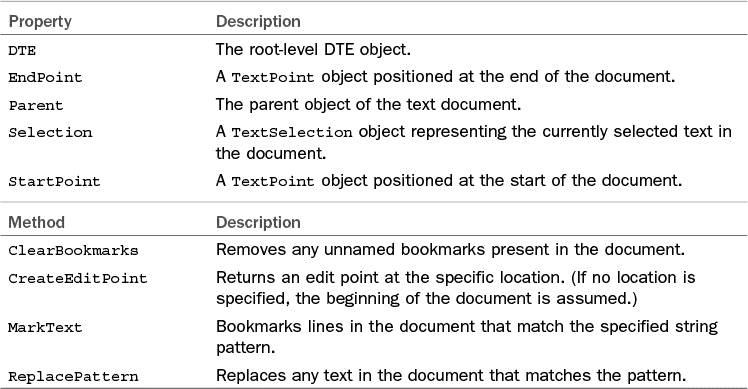 Property Description
DTE The root-level DTE object.
EndPoint A TextPoint object positioned at the end of the document.
Parent The parent object of the text document.
Selection A TextSelection object representing the currently selected text in
the document.
StartPoint A TextPoint object positioned at the start of the document.
Method Description
ClearBookmarks Removes any unnamed bookmarks present in the document.
CreateEditPoint Returns an edit point at the specific location. (If no location is
specified, the beginning of the document is assumed.)
MarkText Bookmarks lines in the document that match the specified string
pattern.
ReplacePattern Replaces any text in the document that matches the pattern.